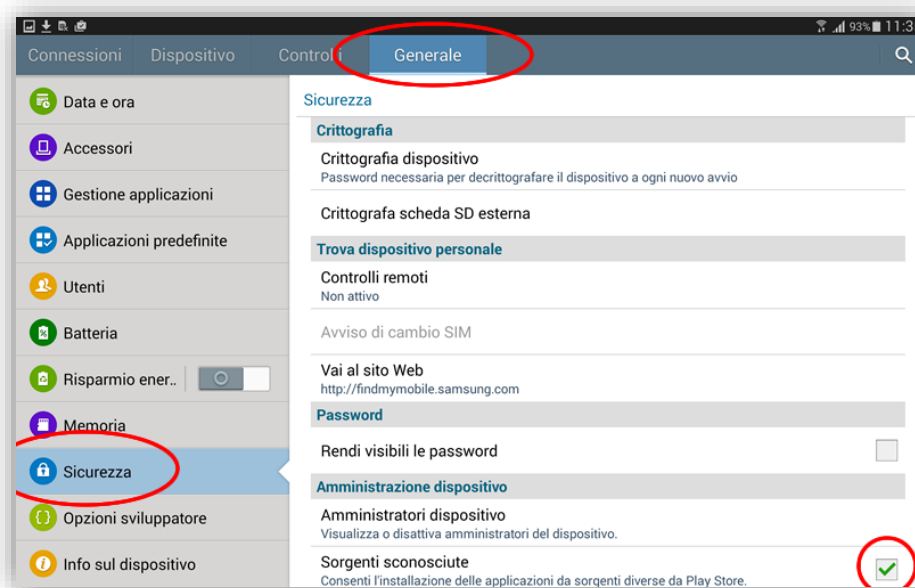 93% 11:3
Connessioni Dispositivo Controlli Generale
Data e ora
Accessori
Gestione applicazioni
Applicazioni predefinite
Utenti
Batteria
Risparmio ener..
Memoria
Sicurezza
Opzioni sviluppatore
Info sul dispositivo
Sicurezza
Crittografia
Crittografia dispositivo
Password necessaria per decrittografare il dispositivo a ogni nuovo avvio
Crittografa scheda SD esterna
Trova dispositivo personale
Controlli remoti
Non attivo
Avviso di cambio SIM
Vai al sito Web
http://findmymobile.samsung.com
Password
Rendi visibili le password
Amministrazione dispositivo
Amministratori dispositivo
Visualizza o disattiva amministratori del dispositivo.
Sorgenti sconosciute
Consenti l'installazione delle applicazioni da sorgenti diverse da Play Store.